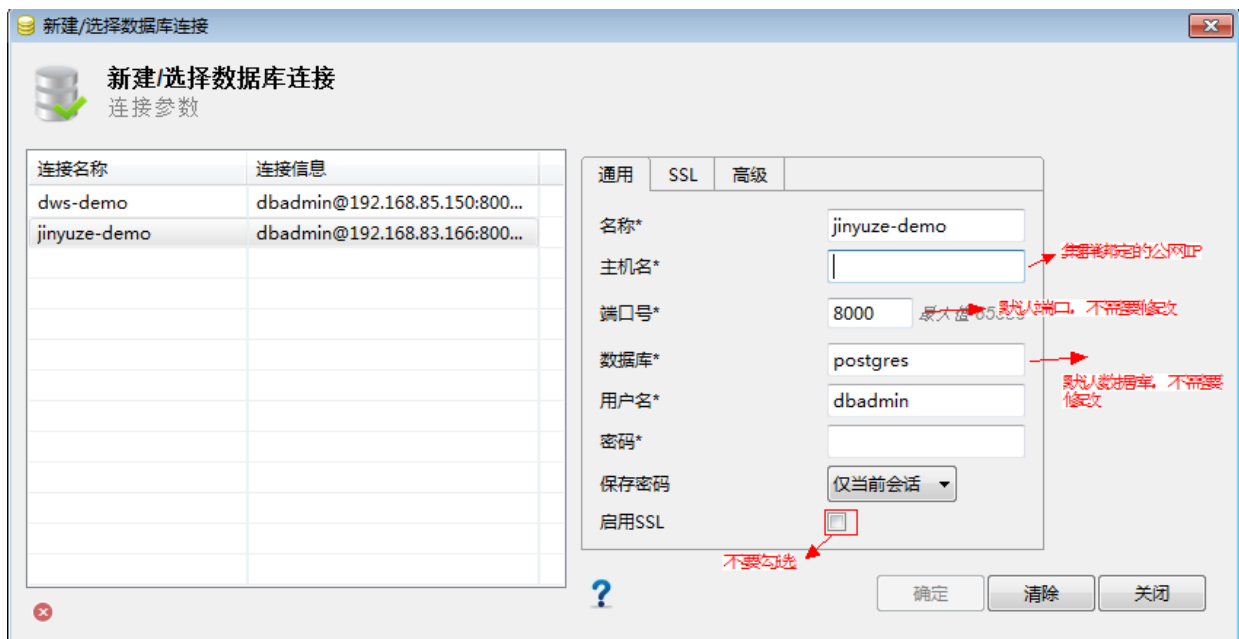 新建/选择数据库连接
新建/选择数据库连接
连接参数
连接名称 连接信息
dws-demo dbadmin@192.168.85.150:800...
jinyuze-demo dbadmin@192.168.83.166:800...
通用 SSL 高级
名称* jinyuze-demo
主机名*
集群绑定的公网IP
端口号* 8000 最大值
默认端口，不需要修改
数据库* postgres
默认数据库，不需要
修改
用户名* dbadmin
密码*
保存密码 仅当前会话
启用SSL
不要勾选
?
确定 清除 关闭